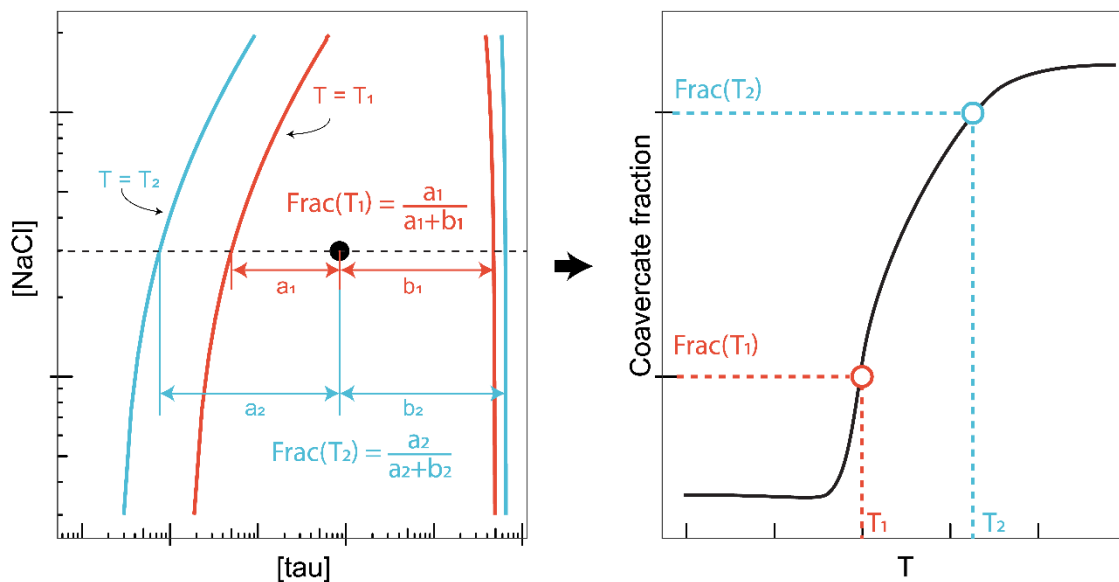 T = T₁
T = T₂
Frac(T₁) = a₁
a₁+b₁
a₁
b₁
a₂
b₂
Frac(T₂) = a₂
a₂+b₂
[NaCl]
[tau]
Frac(T₂)
Frac(T₁)
Coavercate fraction
T₁
T₂
T